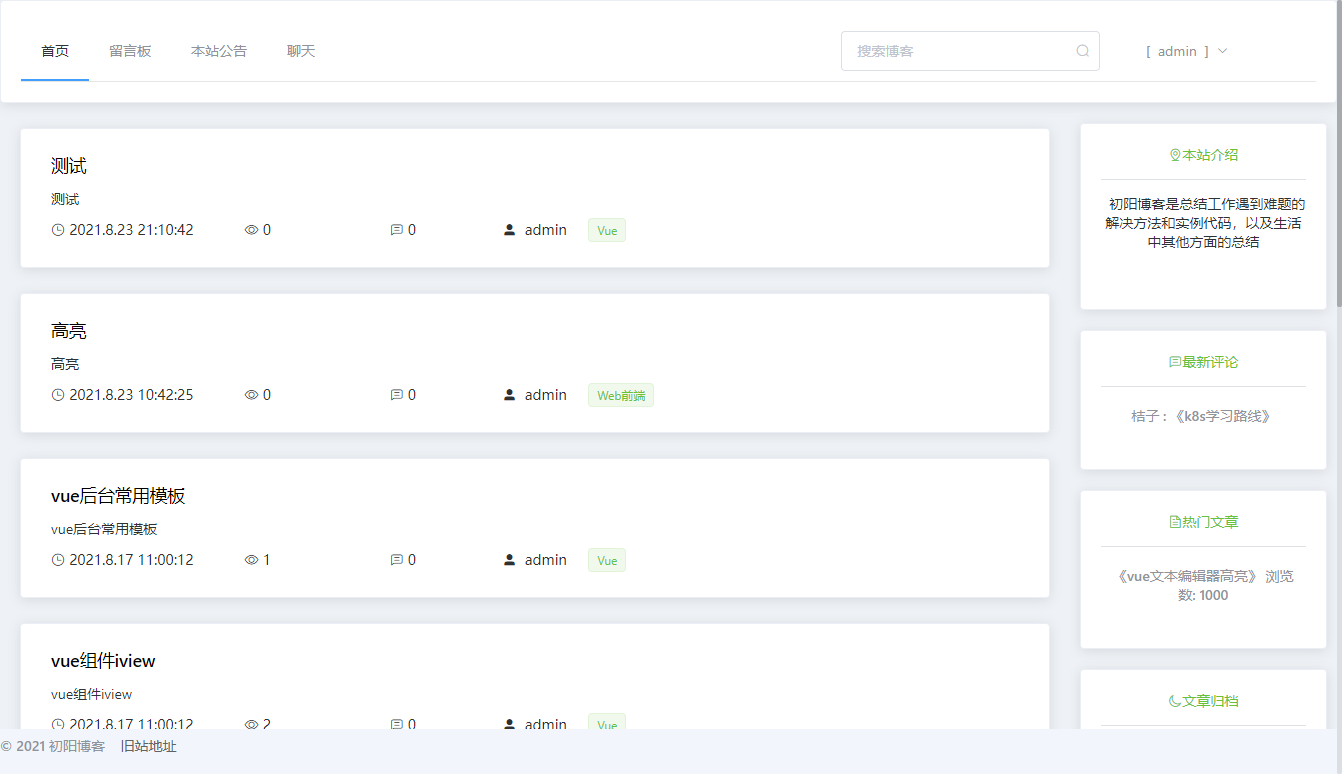 首页 留言板 本站公告 聊天 搜索博客 [ admin ]
测试
测试
2021.8.23 21:10:42 0 0 admin Vue
高亮
高亮
2021.8.23 10:42:25 0 0 admin Web前端
vue后台常用模板
vue后台常用模板
2021.8.17 11:00:12 1 0 admin Vue
vue组件iview
vue组件iview
2021.8.17 11:00:12 2 0 admin Vue
本站介绍
初阳博客是总结工作遇到难题的
解决方法和实例代码，以及生活
中其他方面的总结
最新评论
桔子 : 《k8s学习路线》
热门文章
《vue文本编辑器高亮》 浏览
数: 1000
文章归档
© 2021 初阳博客 旧站地址